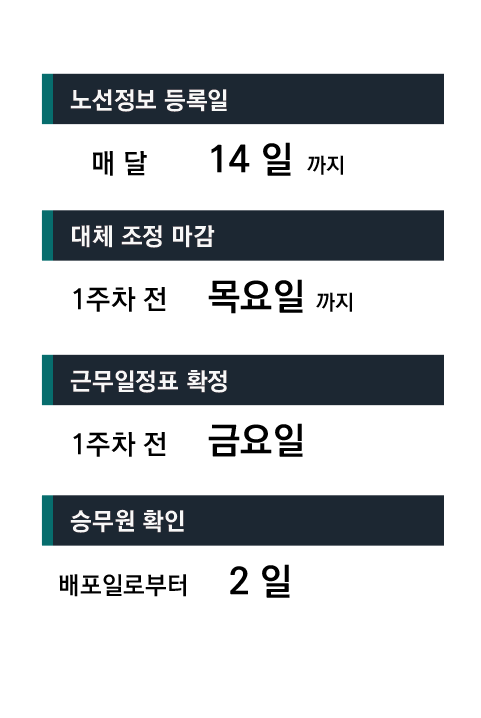 노선정보 등록일
매 달 14 일 까지
대체 조정 마감
1주차 전 목요일 까지
근무일정표 확정
1주차 전 금요일
승무원 확인
배포일로부터 2 일